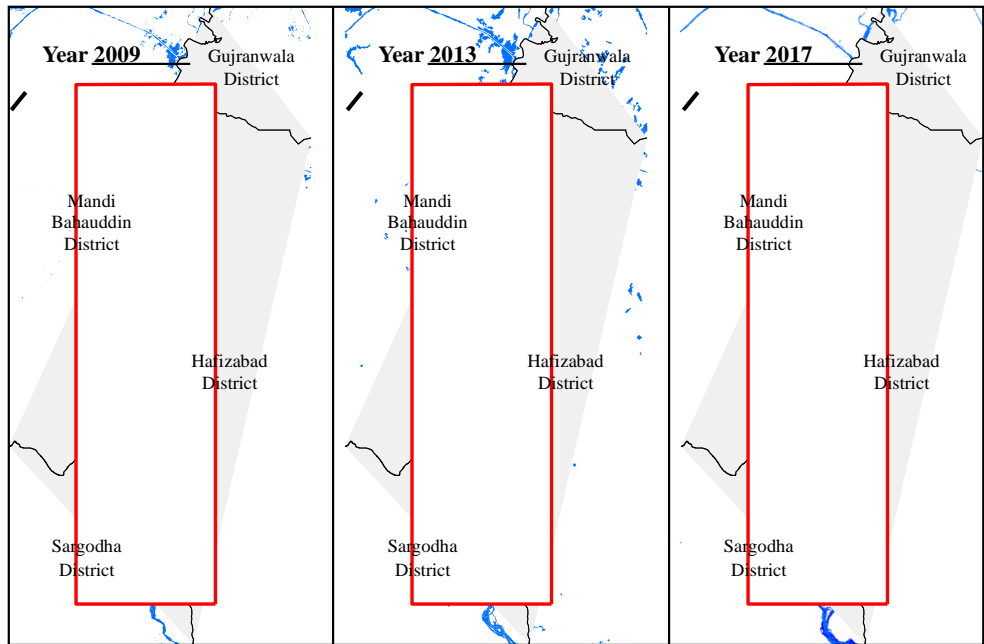 Year 2009
Gujranwala
District
Mandi
Bahauddin
District
Hafizabad
District
Sargodha
District
Year 2013
Gujranwala
District
Mandi
Bahauddin
District
Hafizabad
District
Sargodha
District
Year 2017
Gujranwala
District
Mandi
Bahauddin
District
Hafizabad
District
Sargodha
District